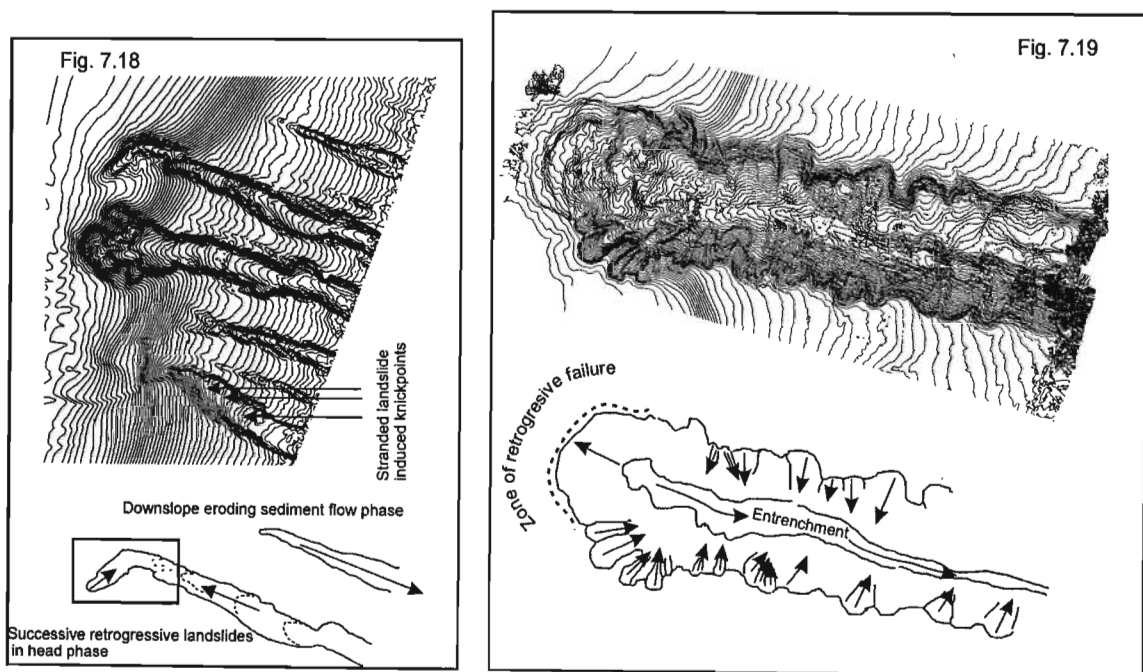 Fig. 7.18
Stranded landslide
induced knickpoints
Downslope eroding sediment flow phase
Successive retrogressive landslides
in head phase
Fig. 7.19
Zone of retrogresive failure
Entrenchment